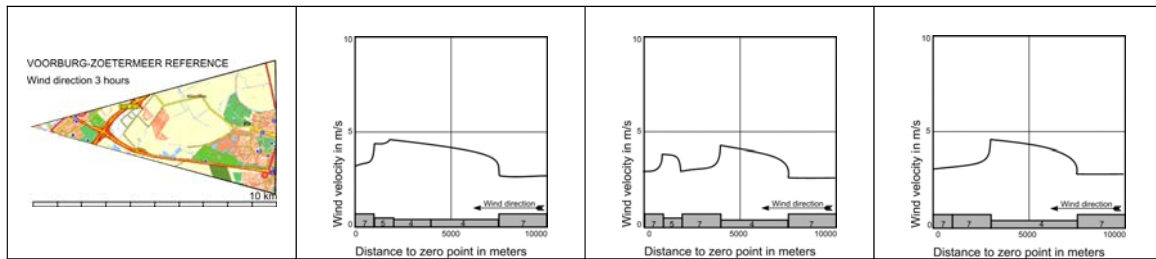 VOORBURG-ZOETERMEER REFERENCE
Wind direction 3 hours
10 km
Wind velocity in m/s
10
5
0
Wind direction
7 5 4 4 7
0 5000 10000
Distance to zero point in meters
Wind velocity in m/s
10
5
0
Wind direction
7 5 7 4 7
0 5000 10000
Distance to zero point in meters
Wind velocity in m/s
10
5
0
Wind direction
7 7 4 7
0 5000 10000
Distance to zero point in meters